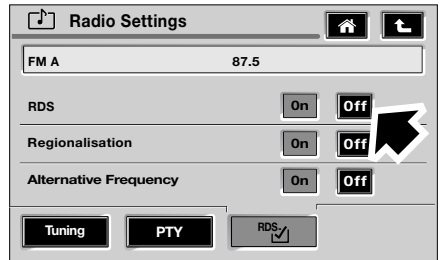 Radio Settings
FM A 87.5
RDS On Off
Regionalisation On Off
Alternative Frequency On Off
Tuning PTY RDS